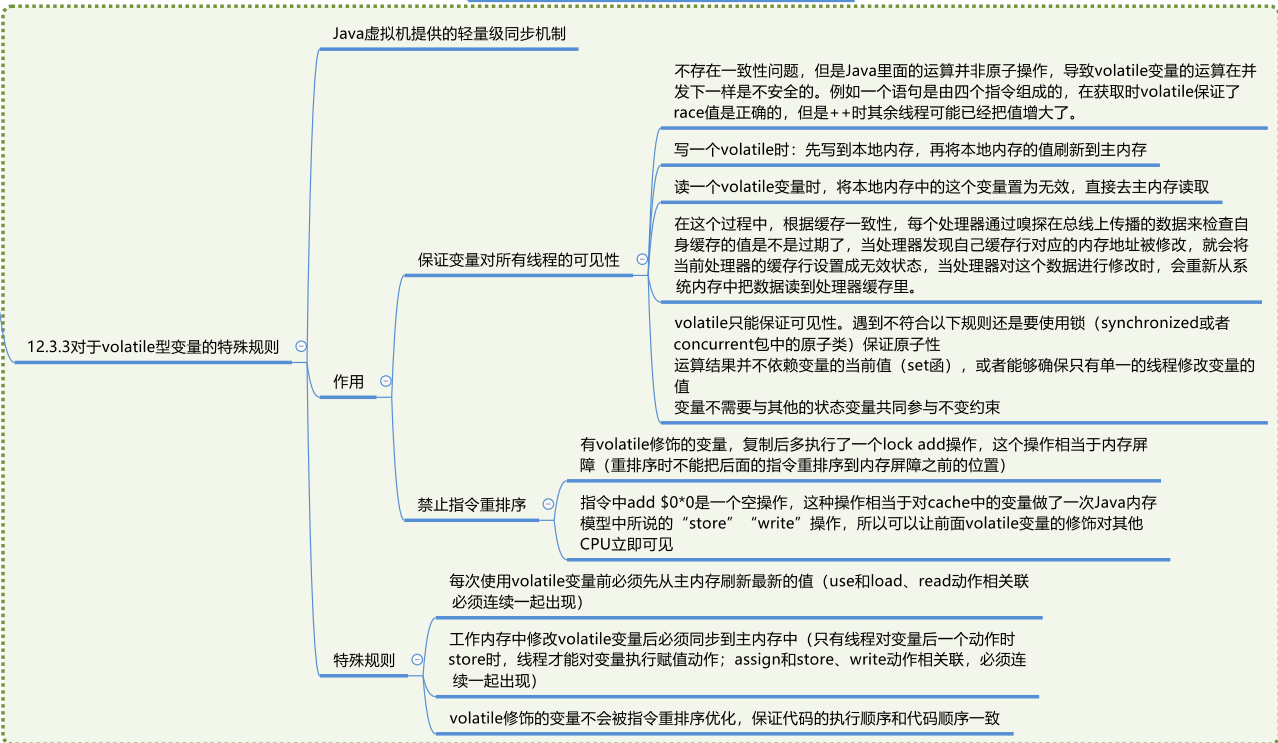 Java虚拟机提供的轻量级同步机制
不存在一致性问题，但是Java里面的运算并非原子操作，导致volatile变量的运算在并
发下一样是不安全的。例如一个语句是由四个指令组成的，在获取时volatile保证了
race值是正确的，但是++时其余线程可能已经把值增大了。
写一个volatile时：先写到本地内存，再将本地内存的值刷新到主内存
读一个volatile变量时，将本地内存中的这个变量置为无效，直接去主内存读取
在这个过程中，根据缓存一致性，每个处理器通过嗅探在总线上传播的数据来检查自
身缓存的值是不是过期了，当处理器发现自己缓存行对应的内存地址被修改，就会将
当前处理器的缓存行设置成无效状态，当处理器对这个数据进行修改时，会重新从系
统内存中把数据读到处理器缓存里。
保证变量对所有线程的可见性
volatile只能保证可见性。遇到不符合以下规则还是要使用锁（synchronized或者
concurrent包中的原子类）保证原子性
运算结果并不依赖变量的当前值（set函），或者能够确保只有单一的线程修改变量的
值
变量不需要与其他的状态变量共同参与不变约束
12.3.3对于volatile型变量的特殊规则
作用
有volatile修饰的变量，复制后多执行了一个lock add操作，这个操作相当于内存屏
障（重排序时不能把后面的指令重排序到内存屏障之前的位置）
禁止指令重排序
指令中add $0*0是一个空操作，这种操作相当于对cache中的变量做了一次Java内存
模型中所说的“store”“write”操作，所以可以让前面volatile变量的修饰对其他
CPU立即可见
每次使用volatile变量前必须先从主内存刷新最新的值（use和load、read动作相关联
必须连续一起出现）
特殊规则
工作内存中修改volatile变量后必须同步到主内存中（只有线程对变量后一个动作时
store时，线程才能对变量执行赋值动作；assign和store、write动作相关联，必须连
续一起出现）
volatile修饰的变量不会被指令重排序优化，保证代码的执行顺序和代码顺序一致